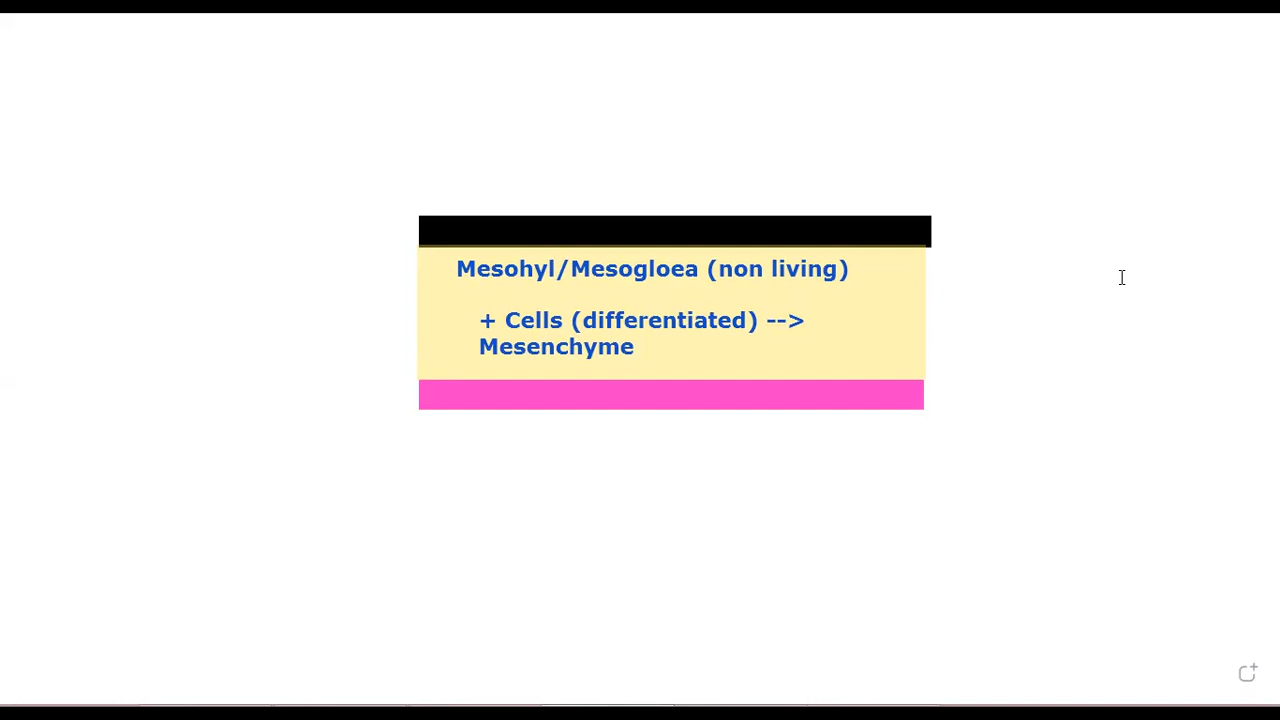 Mesohyl/Mesogloea (non living)
+ Cells (differentiated) -->
Mesenchyme